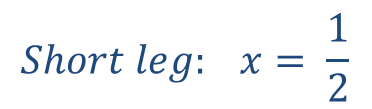 Short leg: x = 1/2